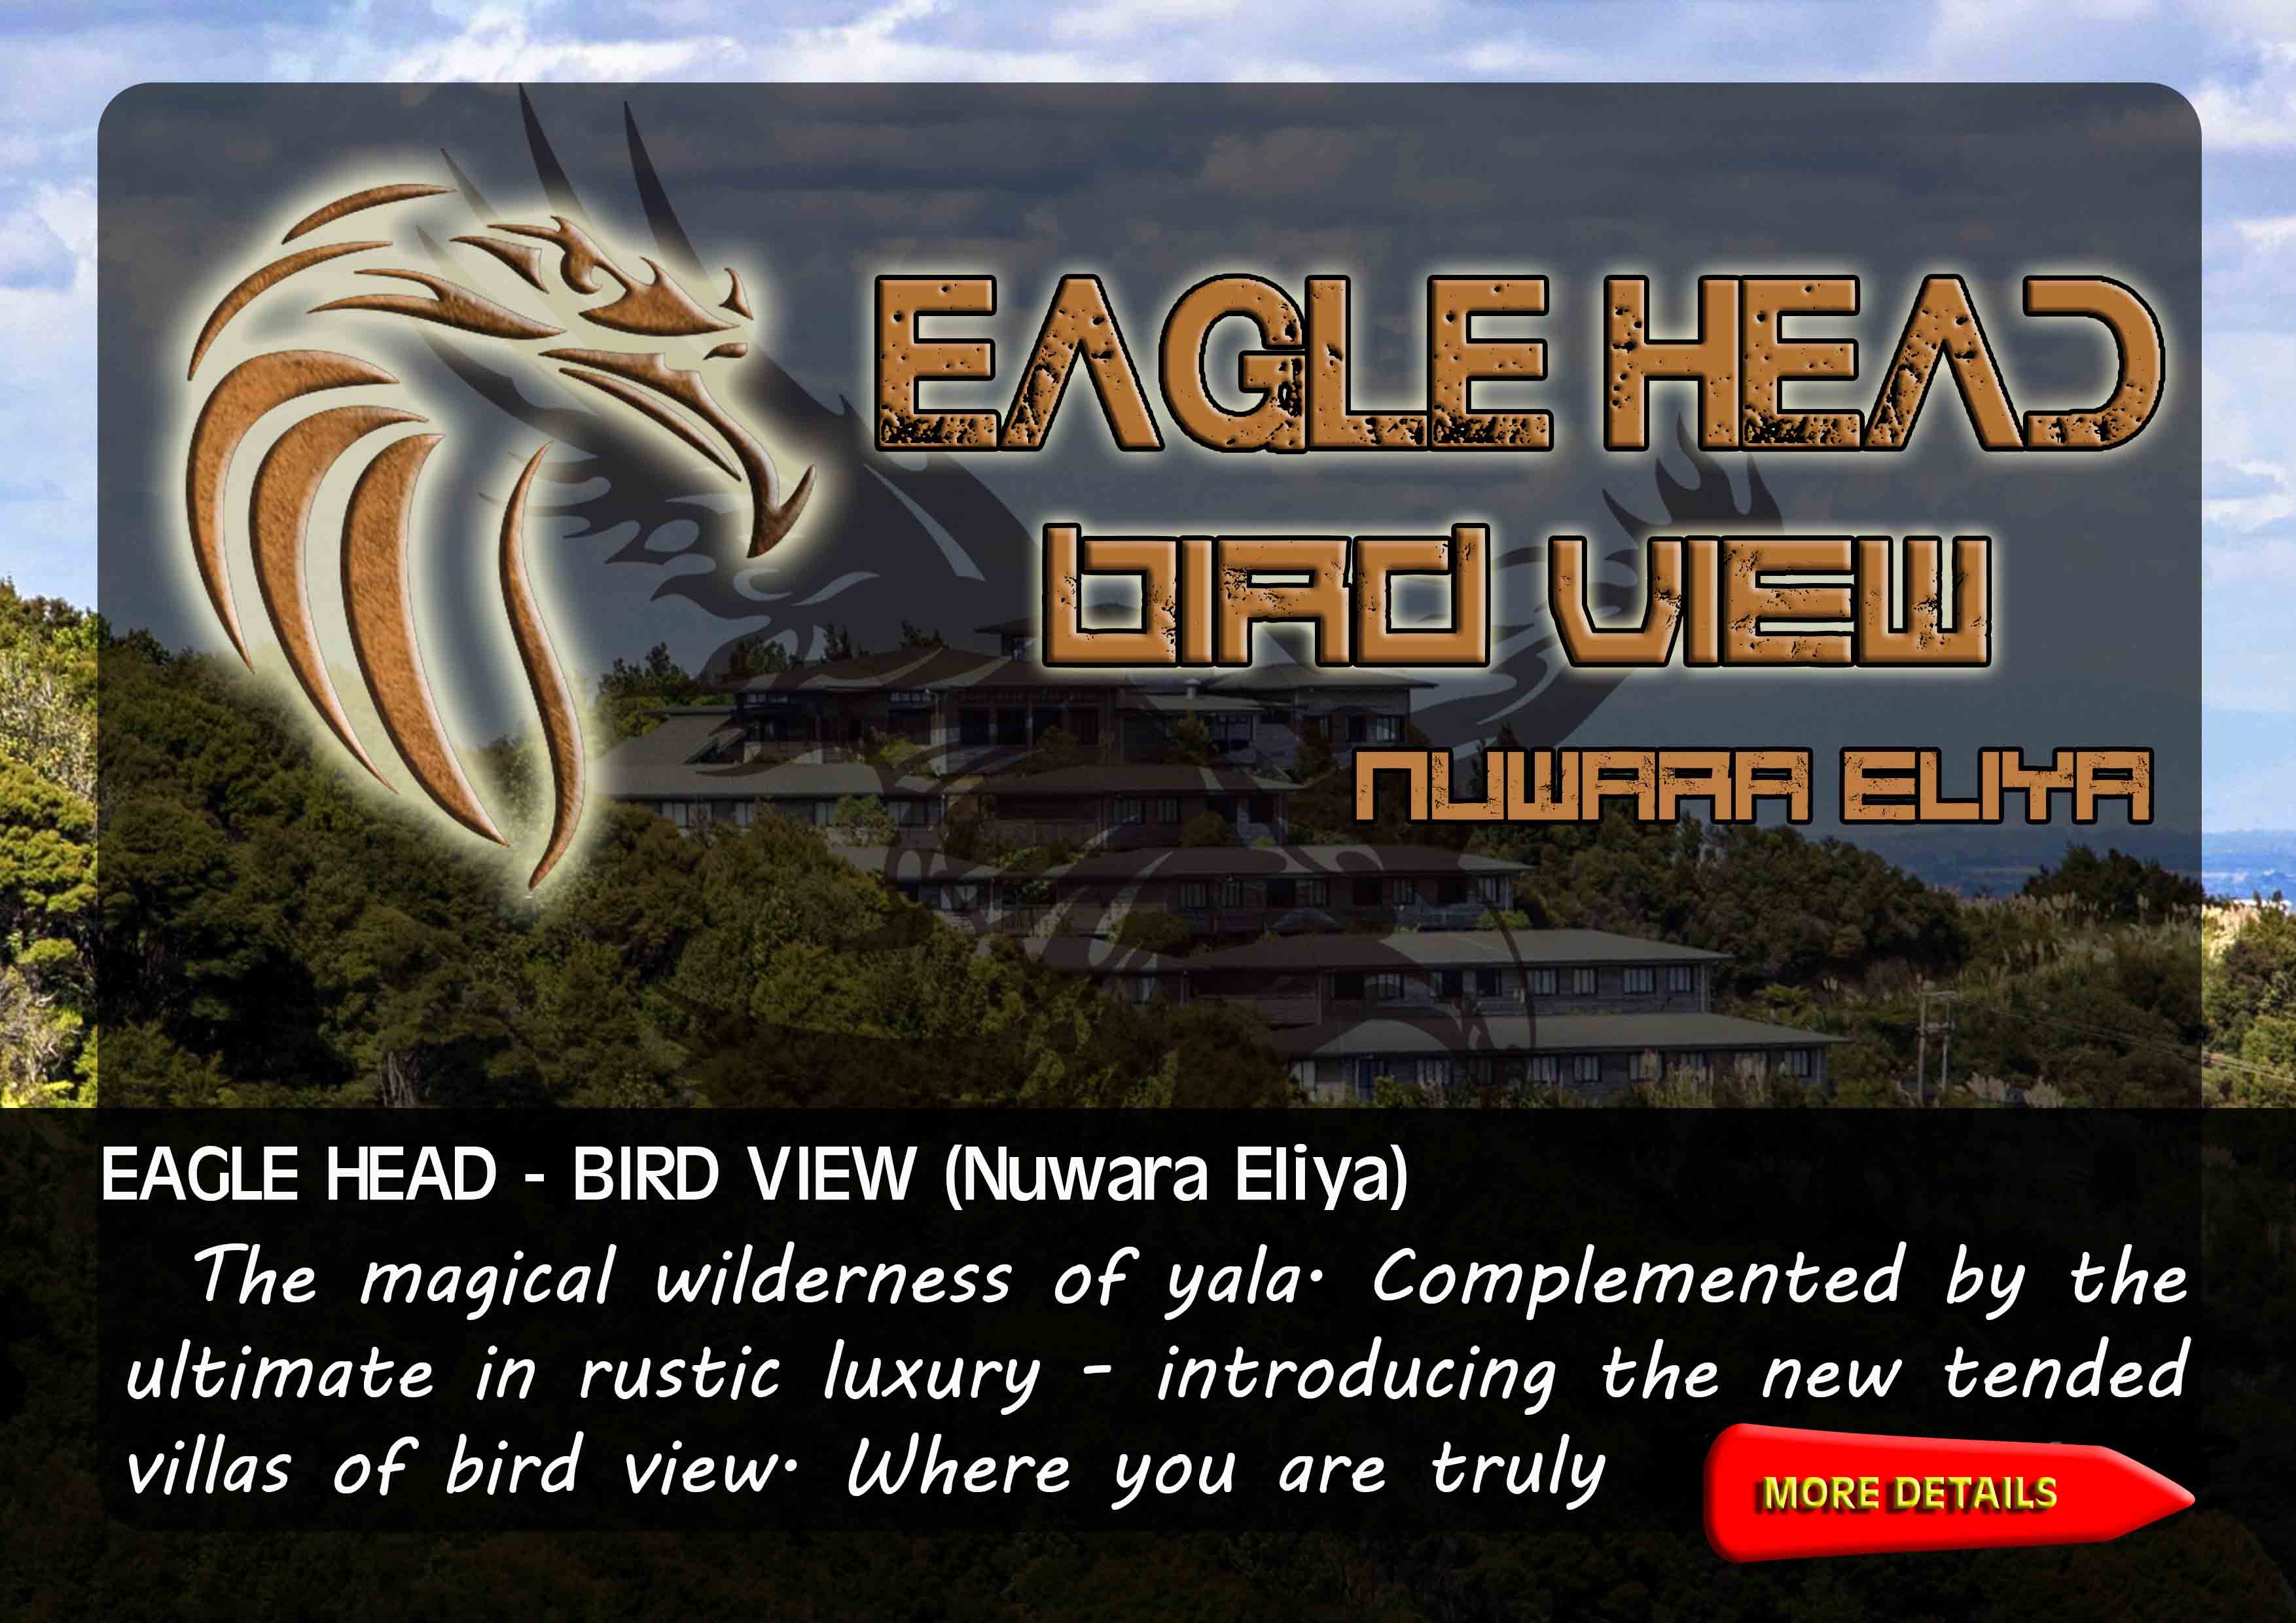 EAGLE HEAD
BIRD VIEW
NUWARA ELIYA
EAGLE HEAD - BIRD VIEW (Nuwara Eliya)
The magical wilderness of yala. Complemented by the
ultimate in rustic luxury - introducing the new tended
villas of bird view. Where you are truly
MORE DETAILS